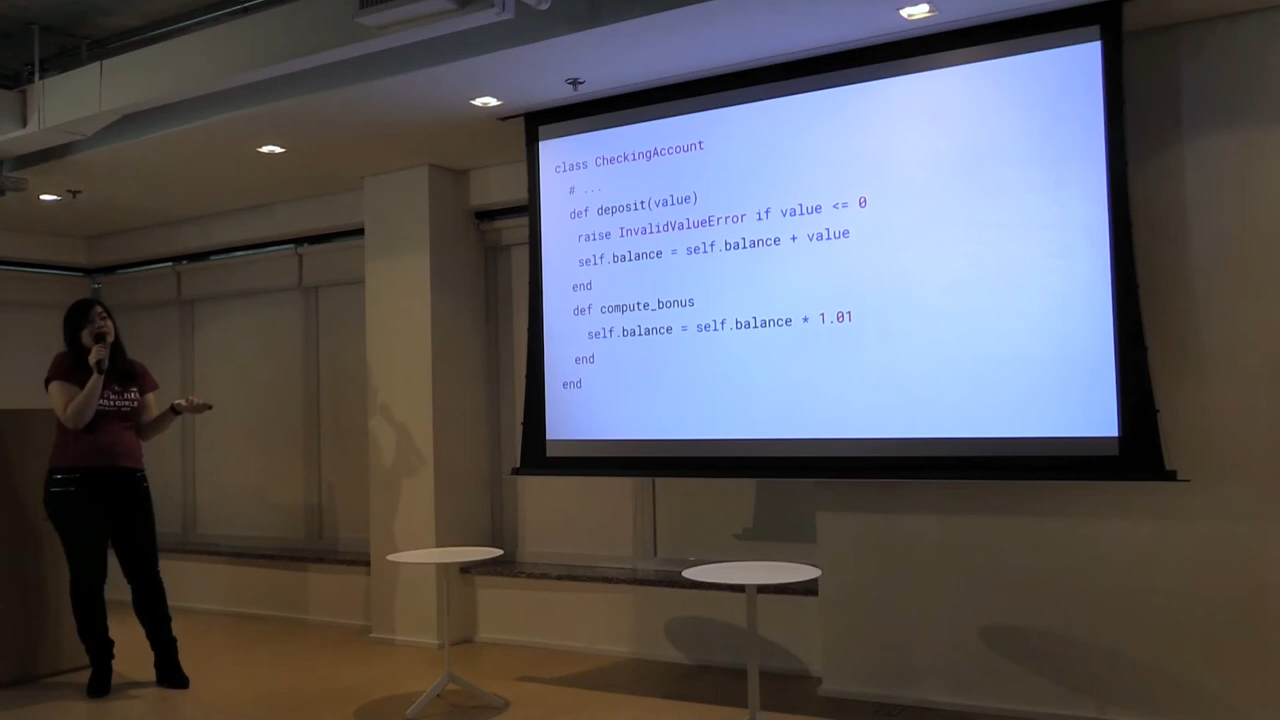 class CheckingAccount
# ...
def deposit(value)
raise InvalidValueError if value <= 0
self.balance = self.balance + value
end
def compute_bonus
self.balance = self.balance * 1.01
end
end